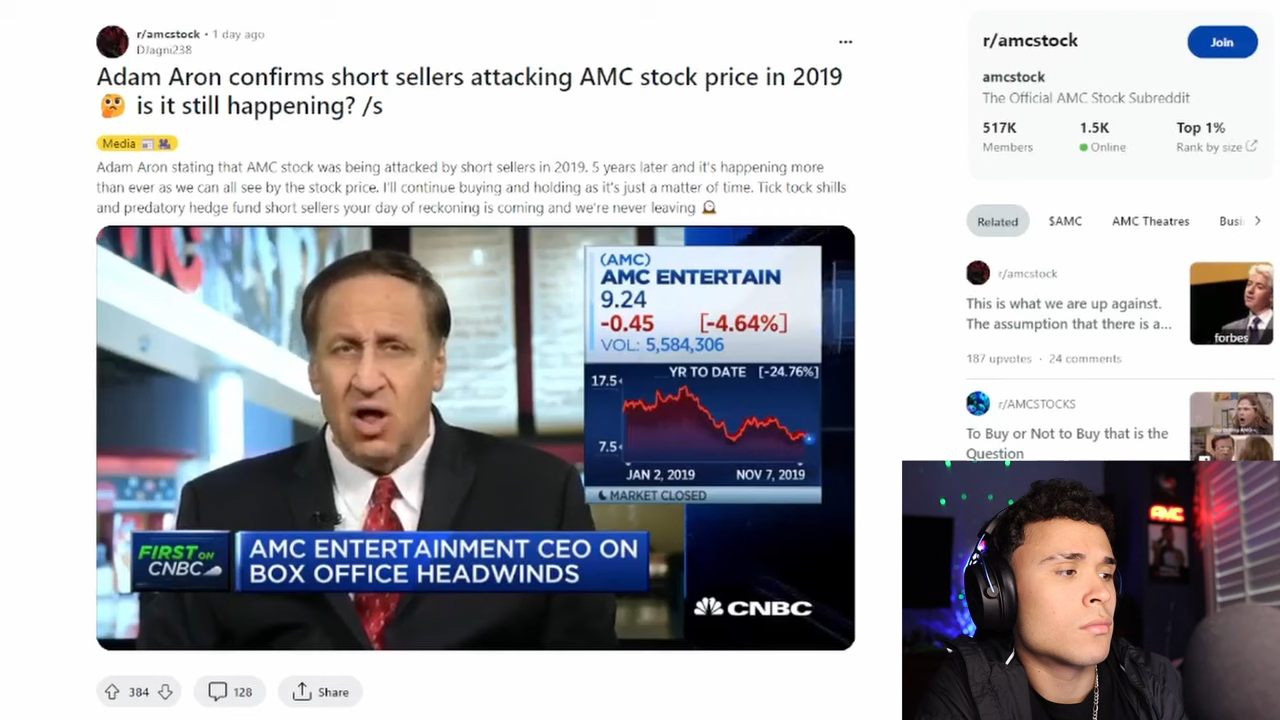 r/amcstock • 1 day ago
D/agni238
Adam Aron confirms short sellers attacking AMC stock price in 2019
🤔 is it still happening? /s
Media
Adam Aron stating that AMC stock was being attacked by short sellers in 2019. 5 years later and it's happening more
than ever as we can all see by the stock price. I'll continue buying and holding as it's just a matter of time. Tick tock shills
and predatory hedge fund short sellers your day of reckoning is coming and we're never leaving 🕰️
(AMC)
AMC ENTERTAIN
9.24
-0.45 [-4.64%]
VOL: 5,584,306
YR TO DATE [-24.76%]
17.5
7.5
JAN 2, 2019 NOV 7, 2019
MARKET CLOSED
FIRST ON
CNBC
AMC ENTERTAINMENT CEO ON
BOX OFFICE HEADWINDS
CNBC
384
128
Share
r/amcstock
Join
amcstock
The Official AMC Stock Subreddit
517K 1.5K Top 1%
Members Online Rank by size
Related $AMC AMC Theatres Busi
r/amcstock
This is what we are up against.
The assumption that there is a...
forbes
187 upvotes • 24 comments
r/AMCSTOCKS
To Buy or Not to Buy that is the
Question
AMC